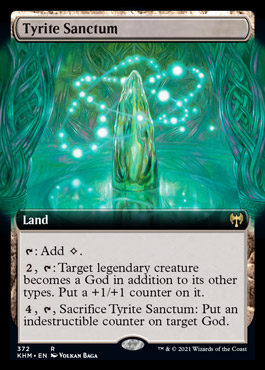 Tyrite Sanctum
Land
: Add .
2, : Target legendary creature
becomes a God in addition to its other
types. Put a +1/+1 counter on it.
4, , Sacrifice Tyrite Sanctum: Put an
indestructible counter on target God.
372 R
KHM • EN VOLKAN BAGA
™ & © 2021 Wizards of the Coast